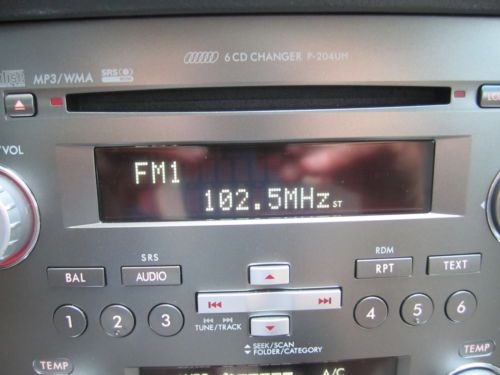 6 CD CHANGER P-204UH
MP3/WMA SRS
VOL
FM1
102.5MHz ST
SRS
RDM
BAL
AUDIO
RPT
TEXT
1 2 3 4 5 6
TUNE/TRACK
SEEK/SCAN
FOLDER/CATEGORY
TEMP
TEMP
A/C